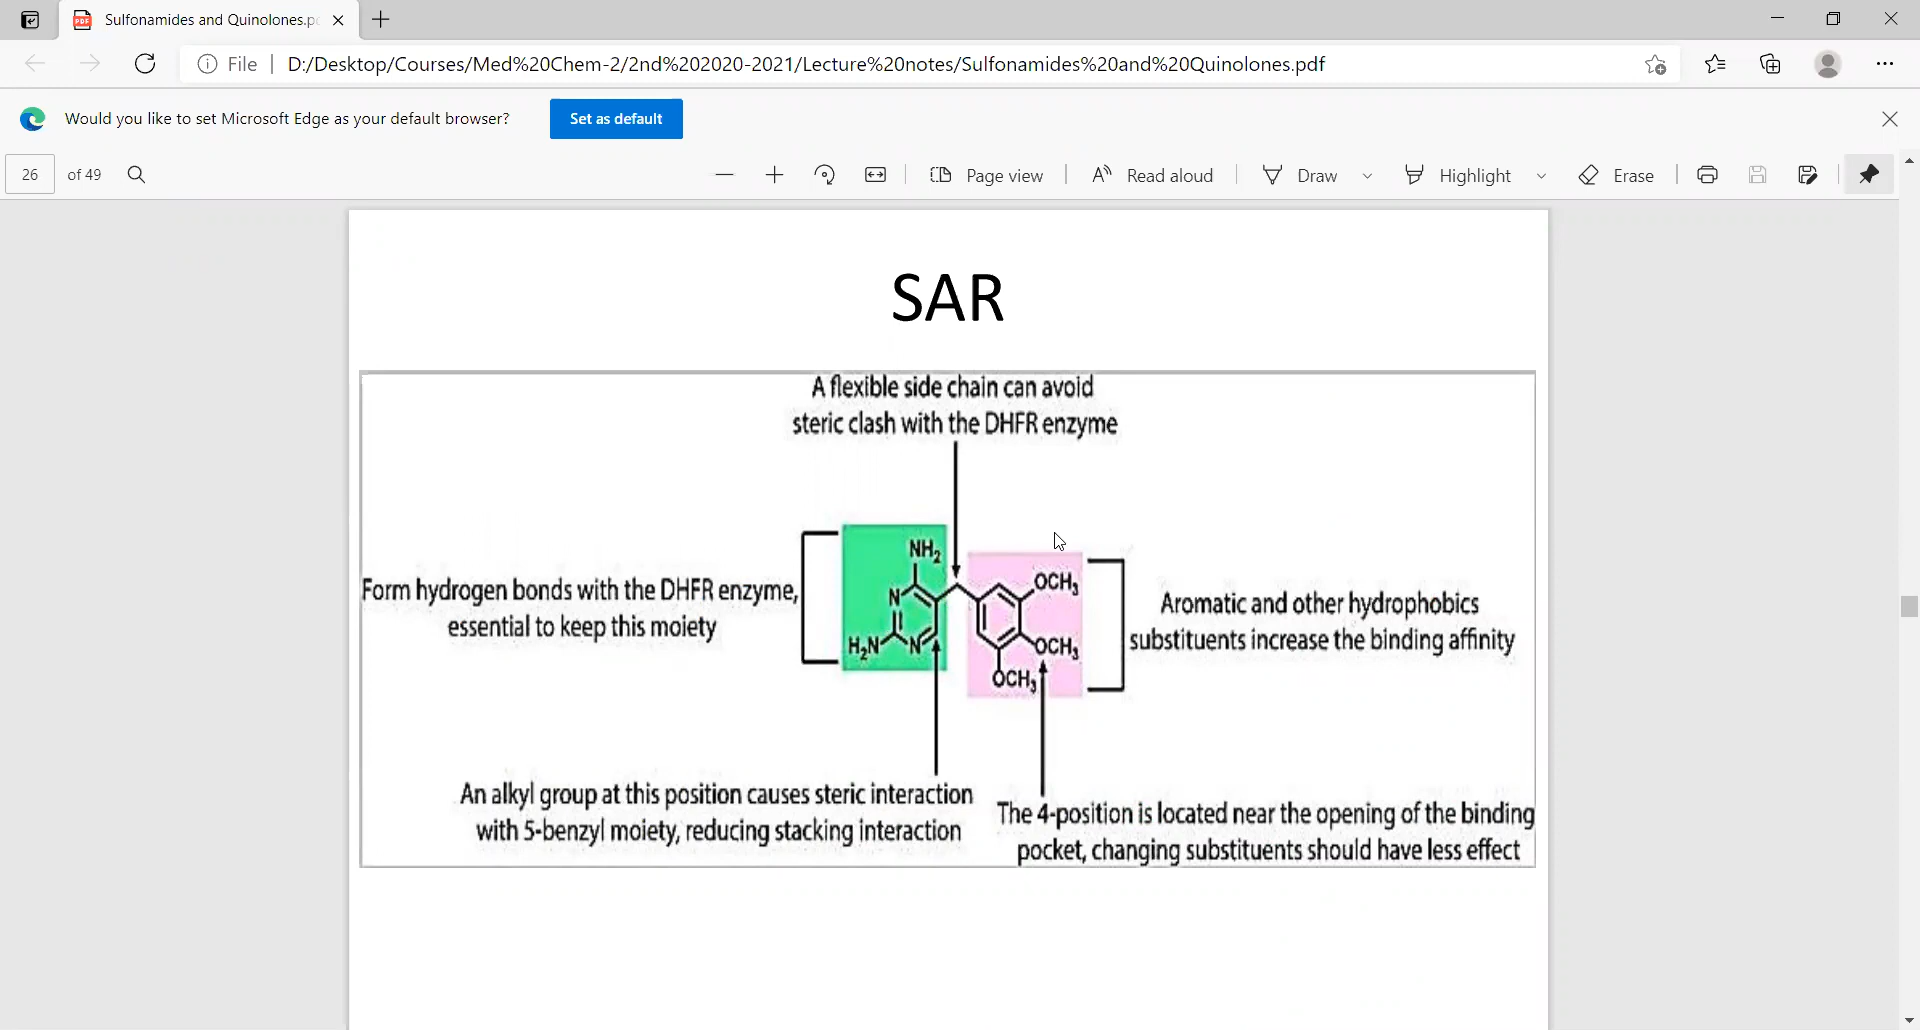 Sulfonamides and Quinolones.p
File
D:/Desktop/Courses/Med%20Chem-2/2nd%202020-2021/Lecture%20notes/Sulfonamides%20and%20Quinolones.pdf
Would you like to set Microsoft Edge as your default browser?
Set as default
26 of 49
Page view
Read aloud
Draw
Highlight
Erase
SAR
A flexible side chain can avoid
steric clash with the DHFR enzyme
Form hydrogen bonds with the DHFR enzyme,
essential to keep this moiety
NH2
N
H2N
N
OCH3
OCH3
OCH3
Aromatic and other hydrophobics
substituents increase the binding affinity
An alkyl group at this position causes steric interaction
with 5-benzyl moiety, reducing stacking interaction
The 4-position is located near the opening of the binding
pocket, changing substituents should have less effect